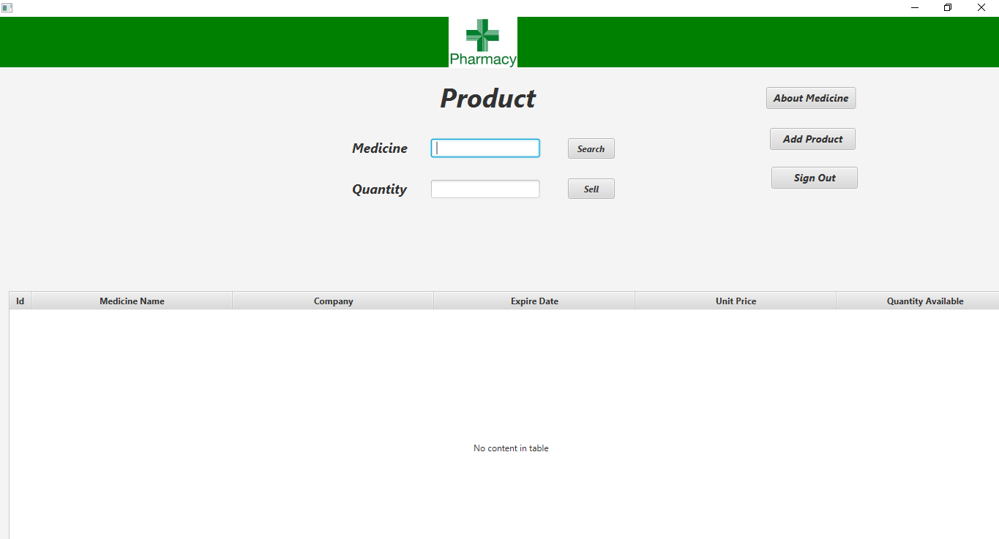 Pharmacy
Product
About Medicine
Medicine
Search
Add Product
Quantity
Sell
Sign Out
Id Medicine Name Company Expire Date Unit Price Quantity Available
No content in table